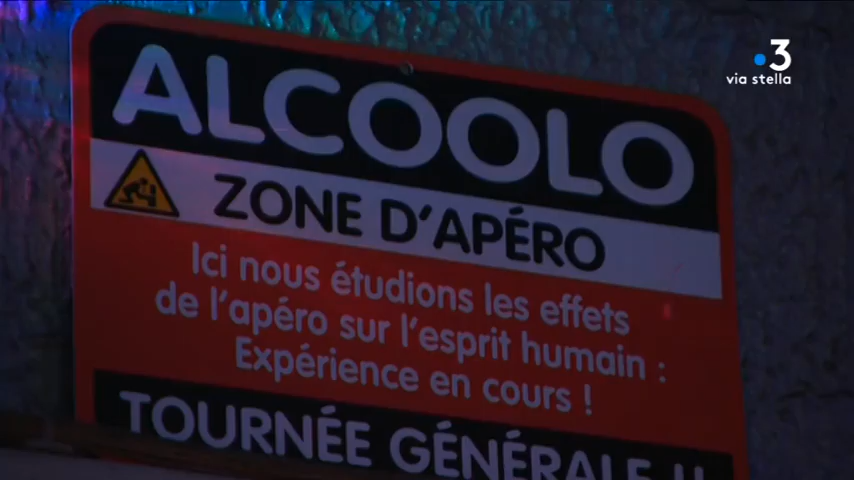 3
via stella
ALCOOLO
ZONE D'APÉRO
Ici nous étudions les effets
de l'apéro sur l'esprit humain :
Expérience en cours !
TOURNÉE GÉNÉRALE !!